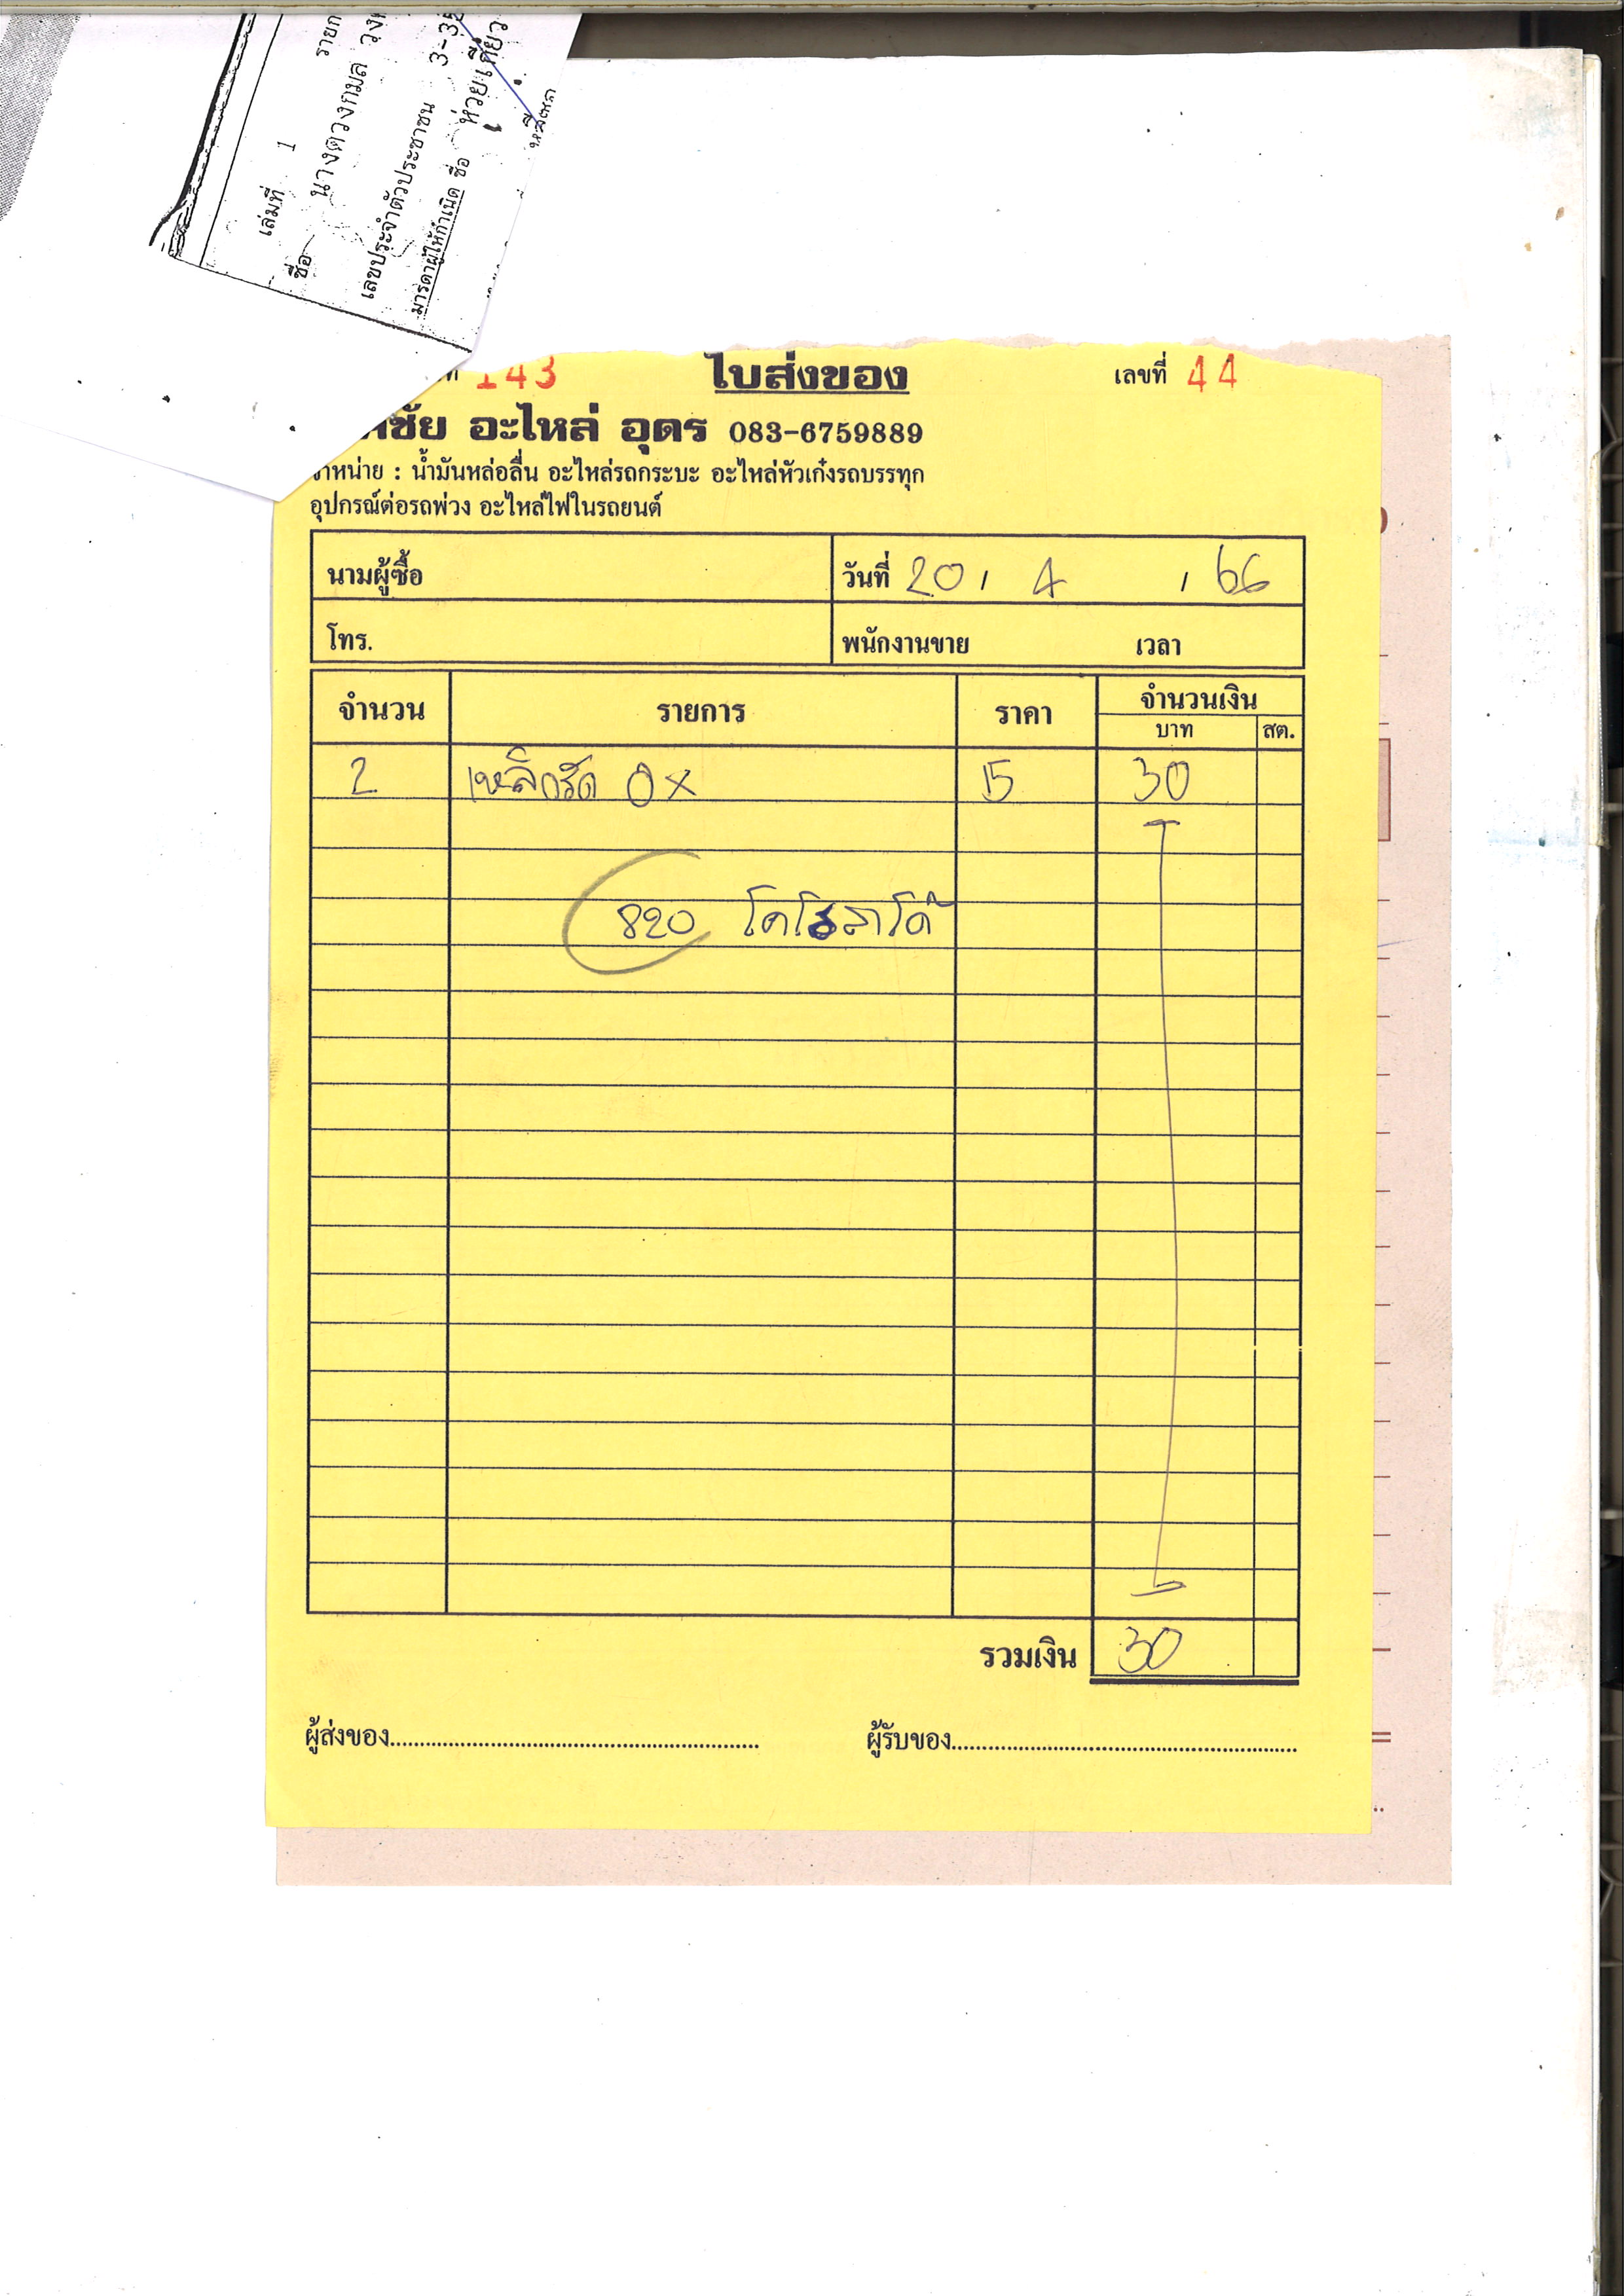 เล่มที่ 1
ชื่อ นางดวงกมล
เลขประจำตัวประชาชน 3-3
มารดาผู้ให้กำเนิด ชื่อ
143 ใบส่งของ เลขที่ 44
ชัย อะไหล่ อุดร 083-6759889
จำหน่าย : น้ำมันหล่อลื่น อะไหล่รถกระบะ อะไหล่หัวเก๋งรถบรรทุก
อุปกรณ์ต่อรถพ่วง อะไหล่ไฟในรถยนต์
นามผู้ซื้อ วันที่ 20 / 4 / 66
โทร. พนักงานขาย เวลา
จำนวน รายการ ราคา จำนวนเงิน
บาท สต.
2 เหล็กรัด OX 15 30
820
รวมเงิน 30
ผู้ส่งของ ผู้รับของ